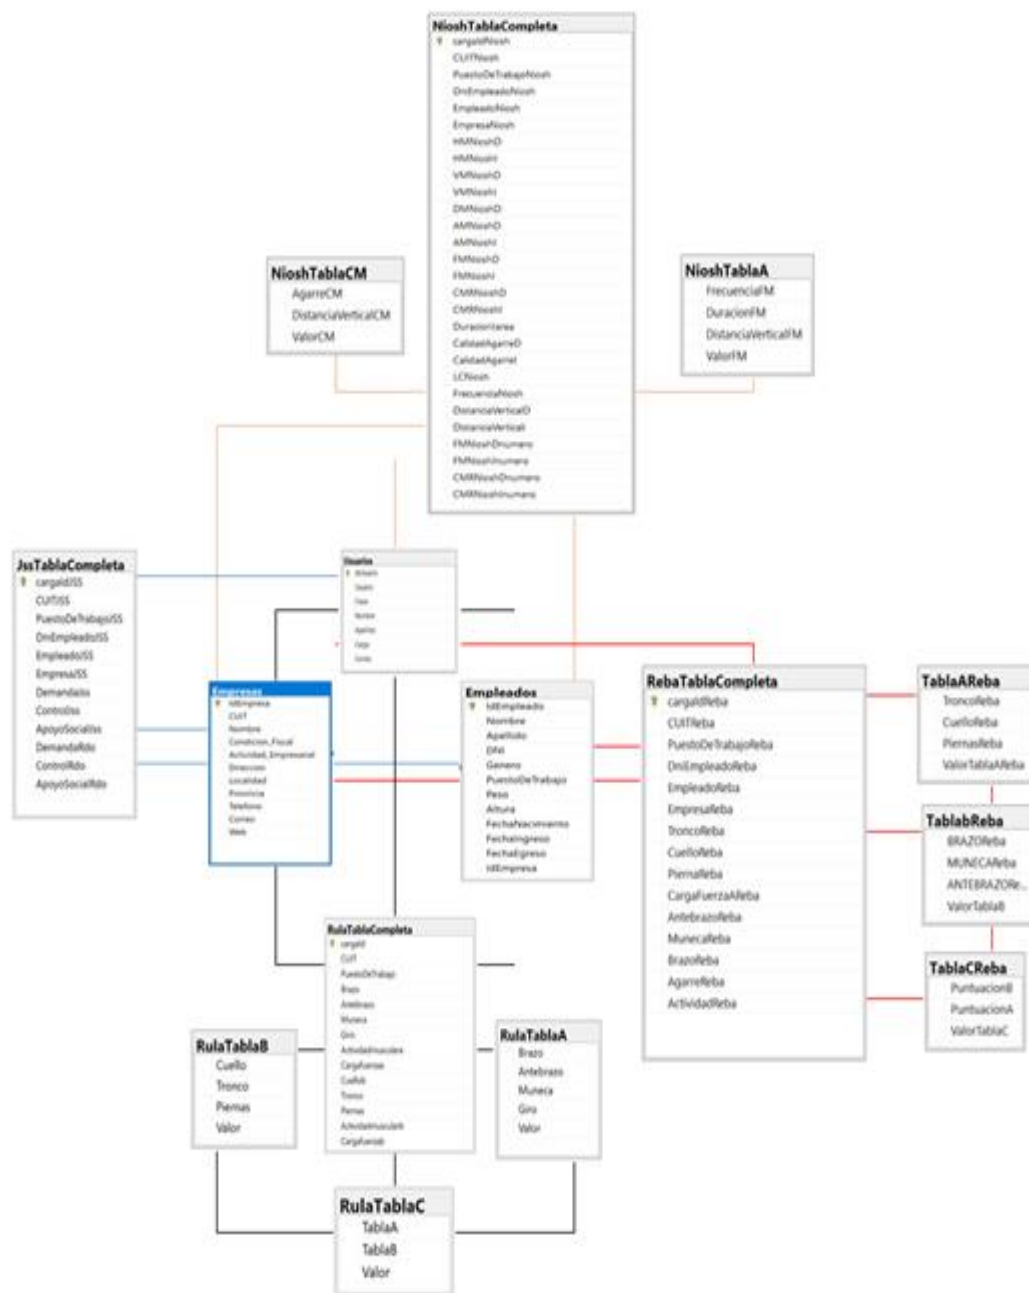 NioshTablaCompleta
cargaIdNiosh
CUITNiosh
PuestoDeTrabajoNiosh
DniEmpleadoNiosh
EmpleadoNiosh
EmpresaNiosh
HMNioshD
HMNioshI
VMNioshD
VMNioshI
DMNioshD
AMNioshD
AMNioshI
FMNioshD
FMNioshI
CMRNioshD
CMRNioshI
CalidadAgarreD
CalidadAgarreI
LCNiosh
FrecuenciaNiosh
DistanciaVerticalD
DistanciaVerticalI
FMNioshDnumero
FMNioshInumero
CMRNioshDnumero
CMRNioshInumero
NioshTablaCM
AgarreCM
DistanciaVerticalCM
ValorCM
NioshTablaA
FrecuenciaFM
DuracionFM
DistanciaVerticalFM
ValorFM
JssTablaCompleta
cargaIdJSS
CUITJSS
PuestoDeTrabajoJSS
DniEmpleadoJSS
EmpleadoJSS
EmpresaJSS
DemandaJss
ControlJss
ApoyoSocialJss
DemandaRdo
ControlRdo
ApoyoSocialRdo
Usuarios
Nombre
Apellido
Empresas
IdEmpresa
CUIT
Nombre
Condicion_Fiscal
Actividad_Empresarial
Direccion
Localidad
Provincia
Telefono
Correo
Web
Empleados
IdEmpleado
Nombre
Apellido
DNI
Genero
PuestoDeTrabajo
Peso
Altura
FechaNacimiento
FechaIngreso
FechaEgreso
IdEmpresa
RebaTablaCompleta
cargaIdReba
CUITReba
PuestoDeTrabajoReba
DniEmpleadoReba
EmpleadoReba
EmpresaReba
TroncoReba
CuelloReba
PiernaReba
CargaFuerzaAReba
AntebrazoReba
MunecaReba
BrazoReba
AgarreReba
ActividadReba
TablaAReba
TroncoReba
CuelloReba
PiernasReba
ValorTablaAReba
TablabReba
BRAZOReba
MUNECAReba
ANTEBRAZORe...
ValorTablaB
TablaCReba
PuntuacionB
PuntuacionA
ValorTablaC
RulaTablaCompleta
cargaId
CUIT
PuestoDeTrabajo
Brazo
Antebrazo
Muneca
Giro
Tronco
Piernas
RulaTablaB
Cuello
Tronco
Piernas
Valor
RulaTablaA
Brazo
Antebrazo
Muneca
Giro
Valor
RulaTablaC
TablaA
TablaB
Valor